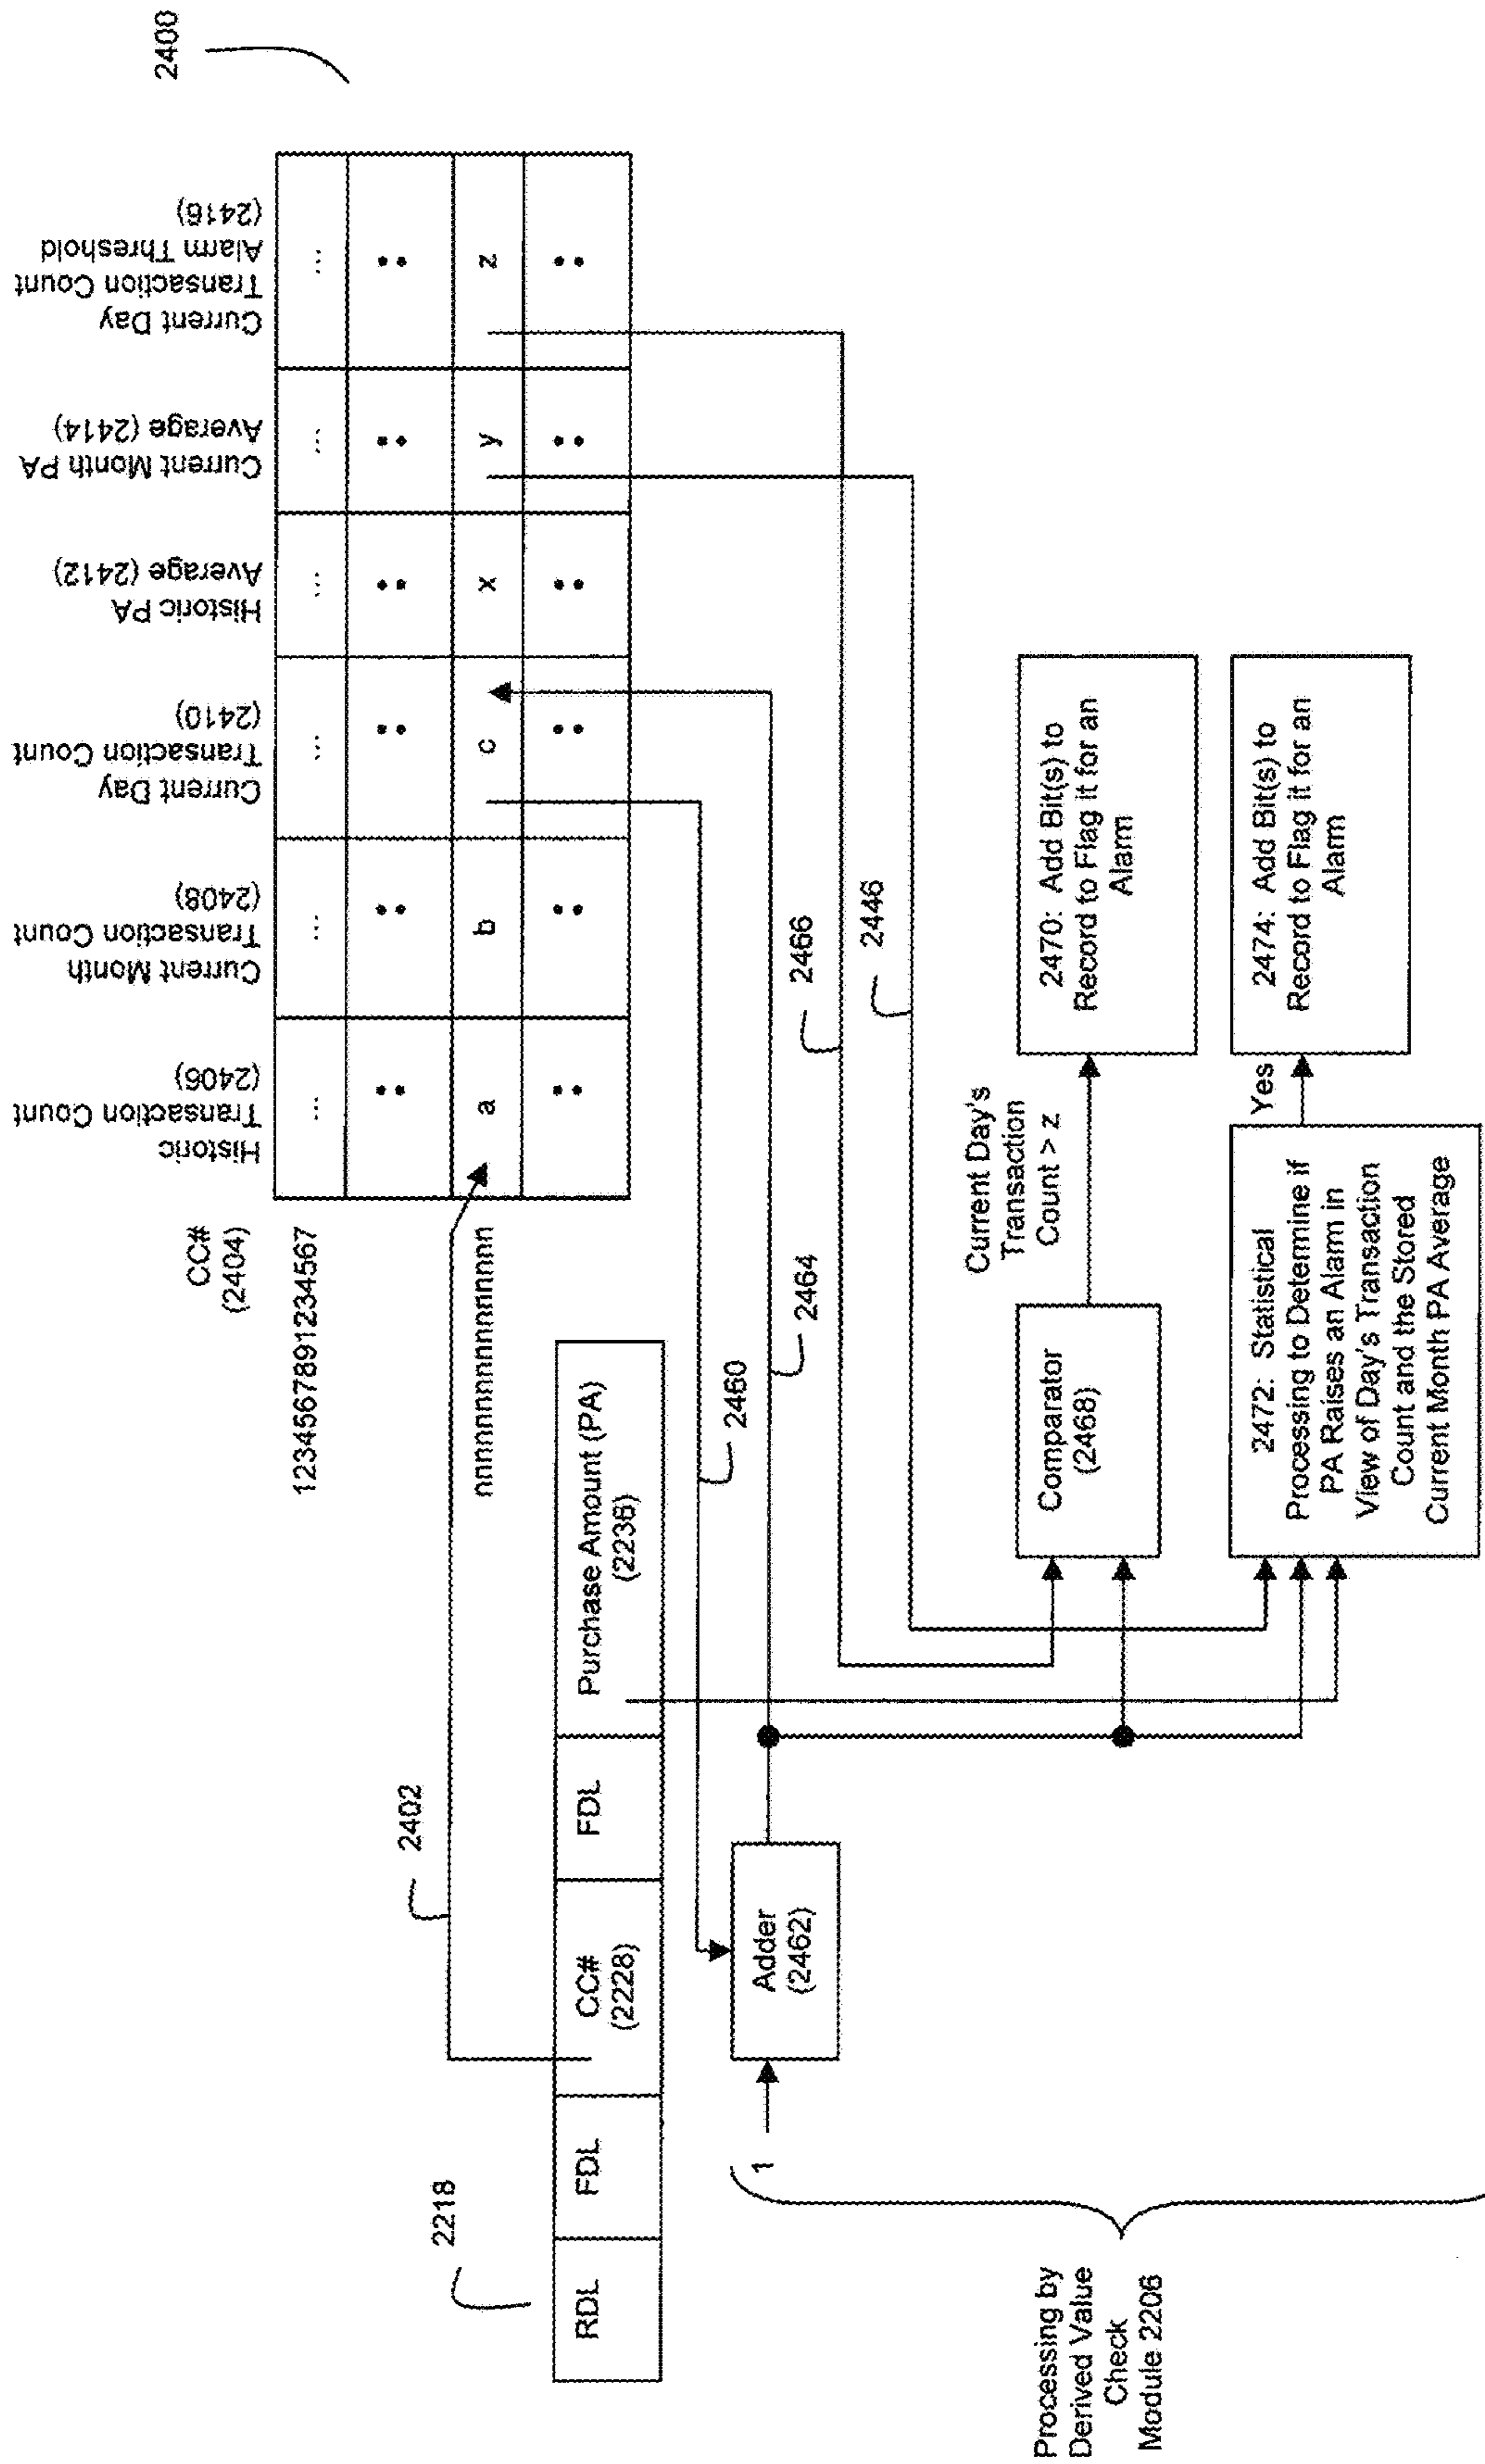 2400
Historic
Transaction Count
(2406)
Current Month
Transaction Count
(2408)
Current Day
Transaction Count
(2410)
Historic PA
Average (2412)
Current Month PA
Average (2414)
Current Day
Transaction Count
Alarm Threshold
(2416)
CC#
(2404)
1234567891234567
... ... ... ... ... ...
nnnnnnnnnnnnn
a b c x y z
2402
2218
RDL
FDL
CC#
(2228)
FDL
Purchase Amount (PA)
(2236)
2460
2464
2466
2446
1
Adder
(2462)
Comparator
(2468)
Current Day's
Transaction
Count > z
2470: Add Bit(s) to
Record to Flag it for an
Alarm
2472: Statistical
Processing to Determine if
PA Raises an Alarm in
View of Day's Transaction
Count and the Stored
Current Month PA Average
Yes
2474: Add Bit(s) to
Record to Flag it for an
Alarm
Processing by
Derived Value
Check
Module 2206